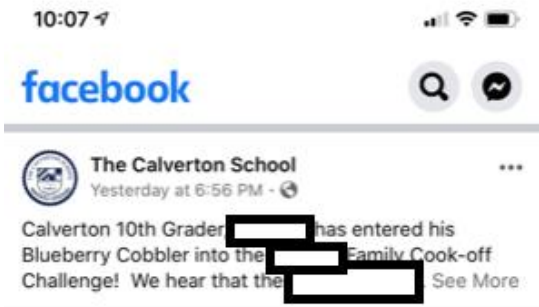 10:07
facebook
The Calverton School
Yesterday at 6:56 PM -
Calverton 10th Grader, has entered his
Blueberry Cobbler into the Family Cook-off
Challenge! We hear that the . See More